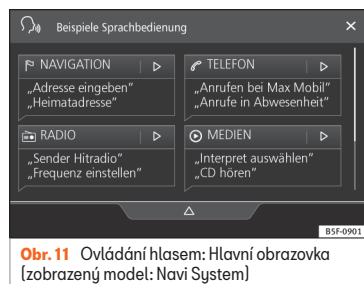 Beispiele Sprachbedienung
NAVIGATION
„Adresse eingeben“
„Heimatadresse“
TELEFON
„Anrufen bei Max Mobil“
„Anrufe in Abwesenheit“
RADIO
„Sender Hitradio“
„Frequenz einstellen“
MEDIEN
„Interpret auswählen“
„CD hören“
B5F-0901
Obr. 11 Ovládání hlasem: Hlavní obrazovka
(zobrazený model: Navi System)